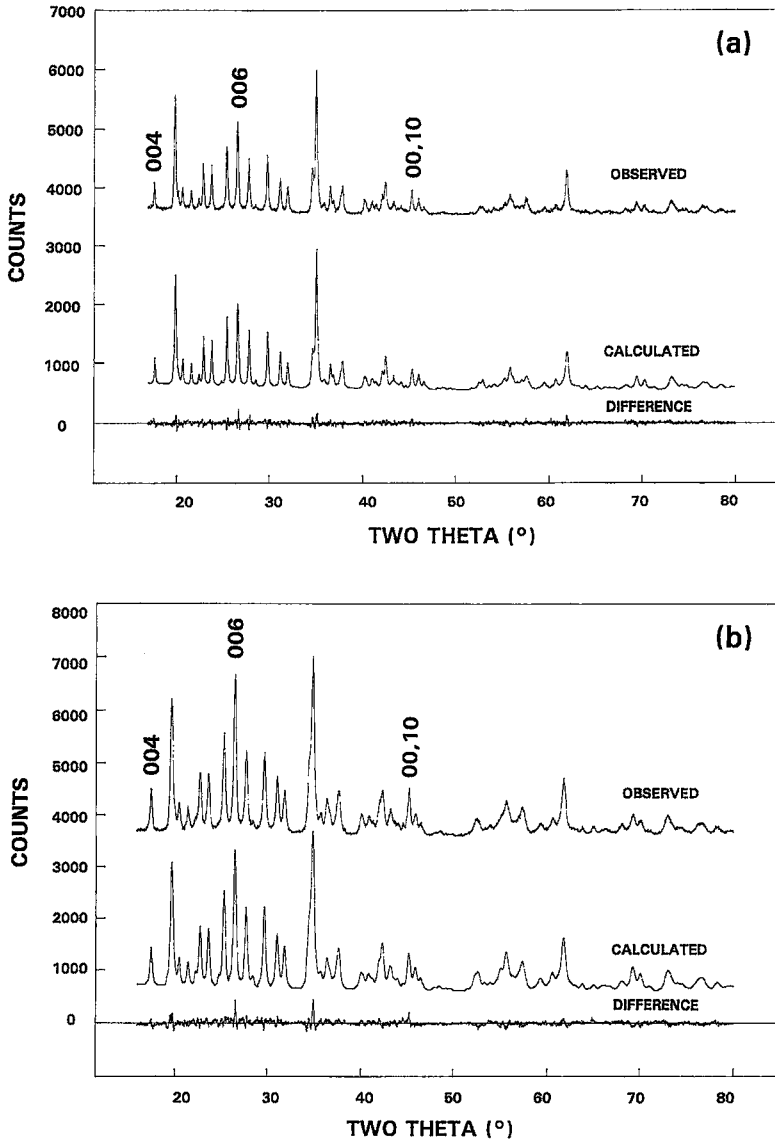 7000
(a)
6000
006
5000
004
00,10
4000
OBSERVED
3000
COUNTS
2000
CALCULATED
1000
DIFFERENCE
0
20 30 40 50 60 70 80
TWO THETA (º)
8000
(b)
006
7000
6000
00,10
5000
004
4000
OBSERVED
3000
COUNTS
2000
CALCULATED
1000
DIFFERENCE
0
20 30 40 50 60 70 80
TWO THETA (º)